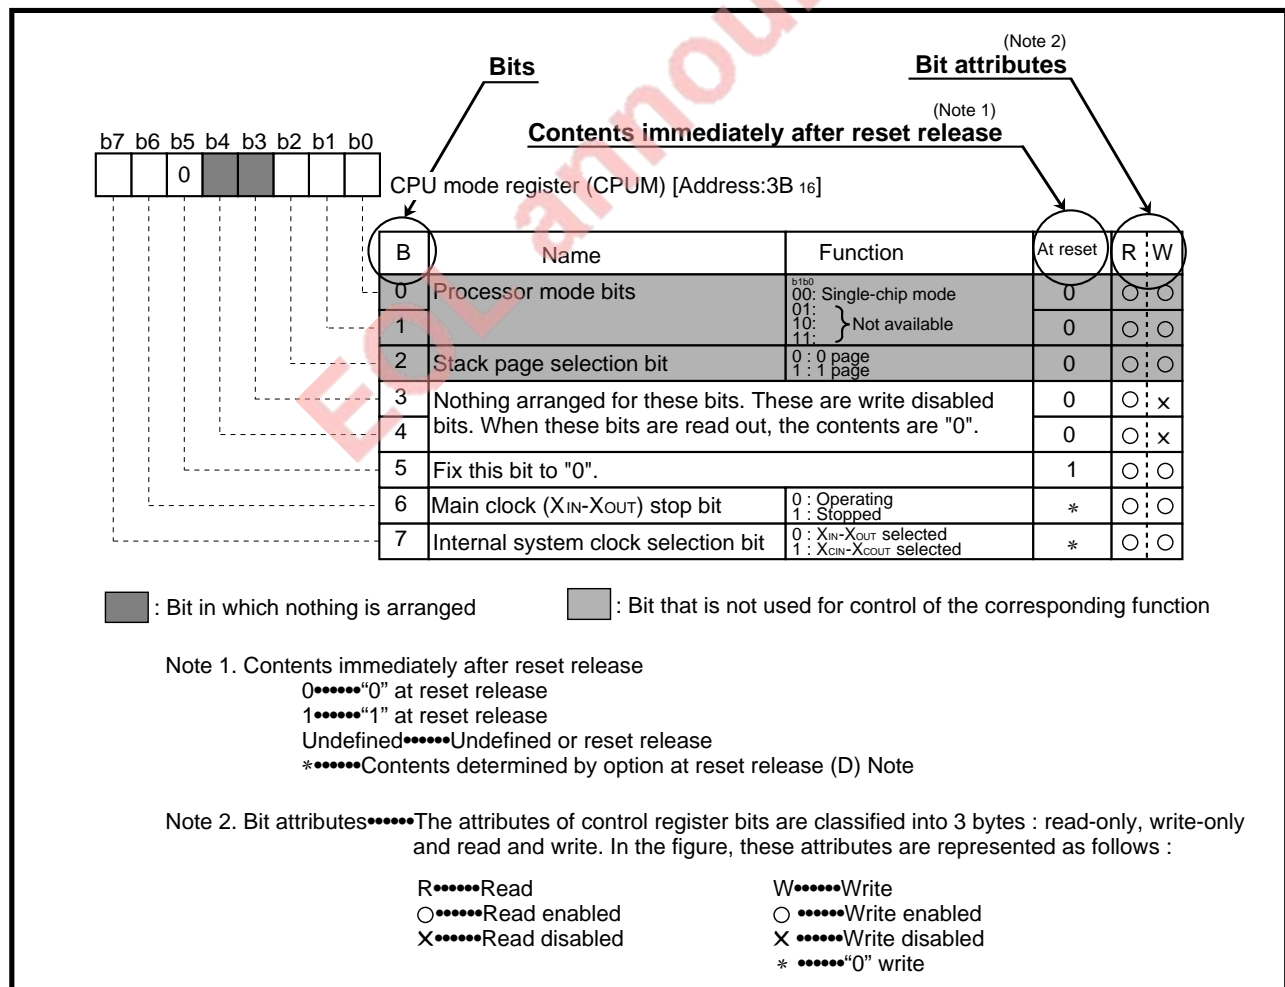 (Note 2)
Bits
Bit attributes
(Note 1)
Contents immediately after reset release
b7 b6 b5 b4 b3 b2 b1 b0
0
CPU mode register (CPUM) [Address:3B 16]
B Name Function At reset R W
0 Processor mode bits b1b0 0 ○ ○
00: Single-chip mode
01:
1 10: } Not available 0 ○ ○
11:
2 Stack page selection bit 0 : 0 page 0 ○ ○
1 : 1 page
3 Nothing arranged for these bits. These are write disabled 0 ○ ×
4 bits. When these bits are read out, the contents are "0". 0 ○ ×
5 Fix this bit to "0". 1 ○ ○
6 Main clock (XIN-XOUT) stop bit 0 : Operating * ○ ○
1 : Stopped
7 Internal system clock selection bit 0 : XIN-XOUT selected * ○ ○
1 : XCIN-XCOUT selected
: Bit in which nothing is arranged : Bit that is not used for control of the corresponding function
Note 1. Contents immediately after reset release
0••••••“0” at reset release
1••••••“1” at reset release
Undefined••••••Undefined or reset release
*••••••Contents determined by option at reset release (D) Note
Note 2. Bit attributes••••••The attributes of control register bits are classified into 3 bytes : read-only, write-only
and read and write. In the figure, these attributes are represented as follows :
R••••••Read W••••••Write
○••••••Read enabled ○ ••••••Write enabled
×••••••Read disabled × ••••••Write disabled
* ••••••“0” write
EOL annou